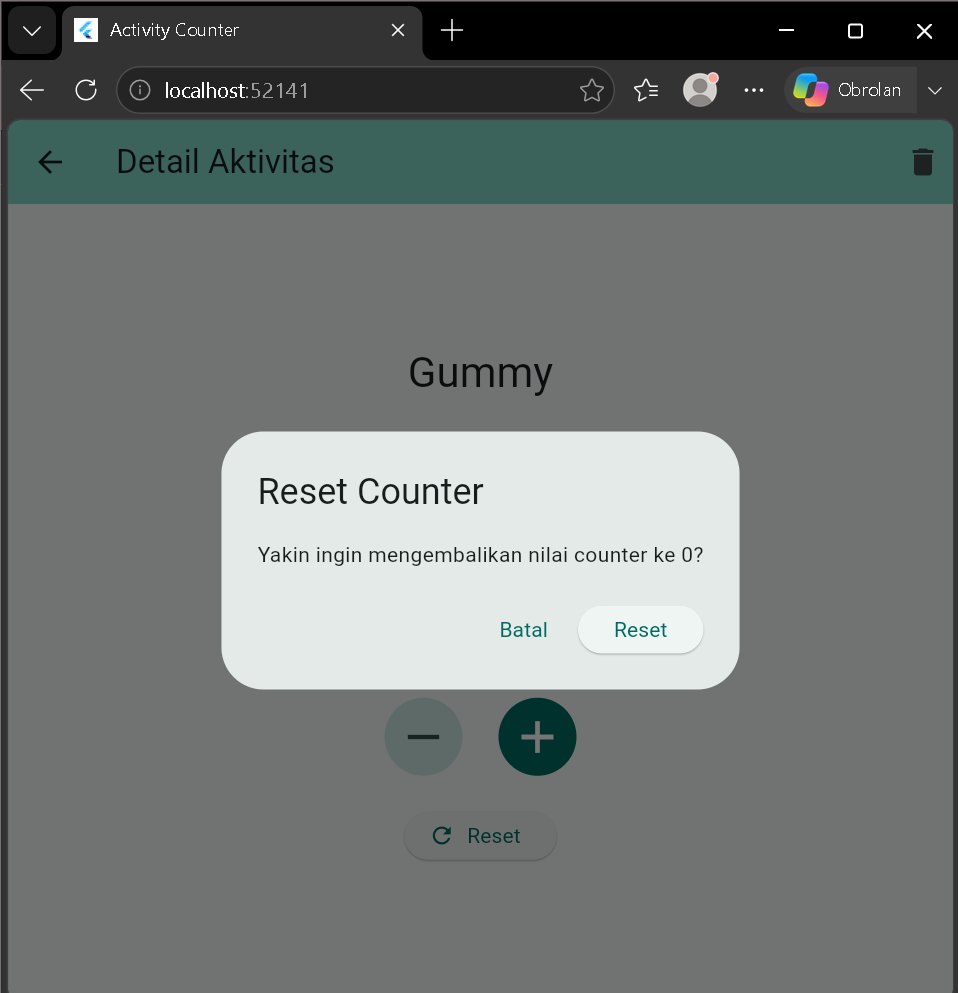 Activity Counter
localhost:52141
Obrolan
Detail Aktivitas
Gummy
Reset Counter
Yakin ingin mengembalikan nilai counter ke 0?
Batal
Reset
Reset